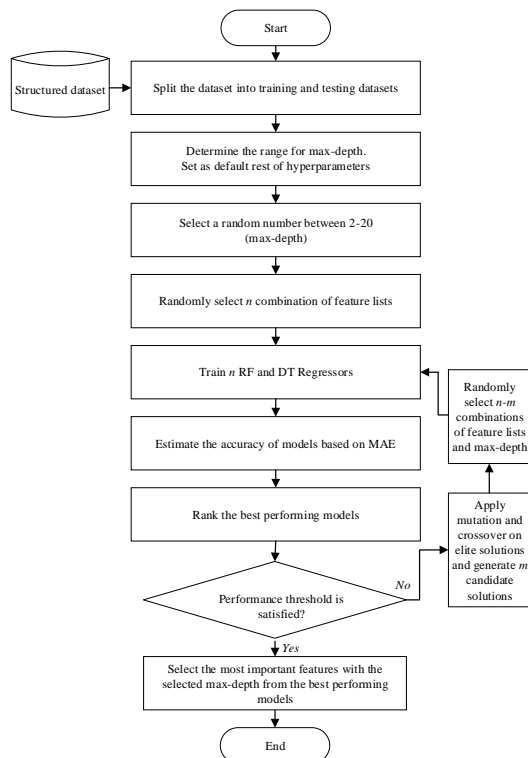 Start
Structured dataset
Split the dataset into training and testing datasets
Determine the range for max-depth.
Set as default rest of hyperparameters
Select a random number between 2-20
(max-depth)
Randomly select n combination of feature lists
Train n RF and DT Regressors
Randomly
select n-m
combinations
of feature lists
and max-depth
Estimate the accuracy of models based on MAE
Rank the best performing models
Apply
mutation and
crossover on
elite solutions
and generate m
candidate
solutions
No
Performance threshold is
satisfied?
Yes
Select the most important features with the
selected max-depth from the best performing
models
End